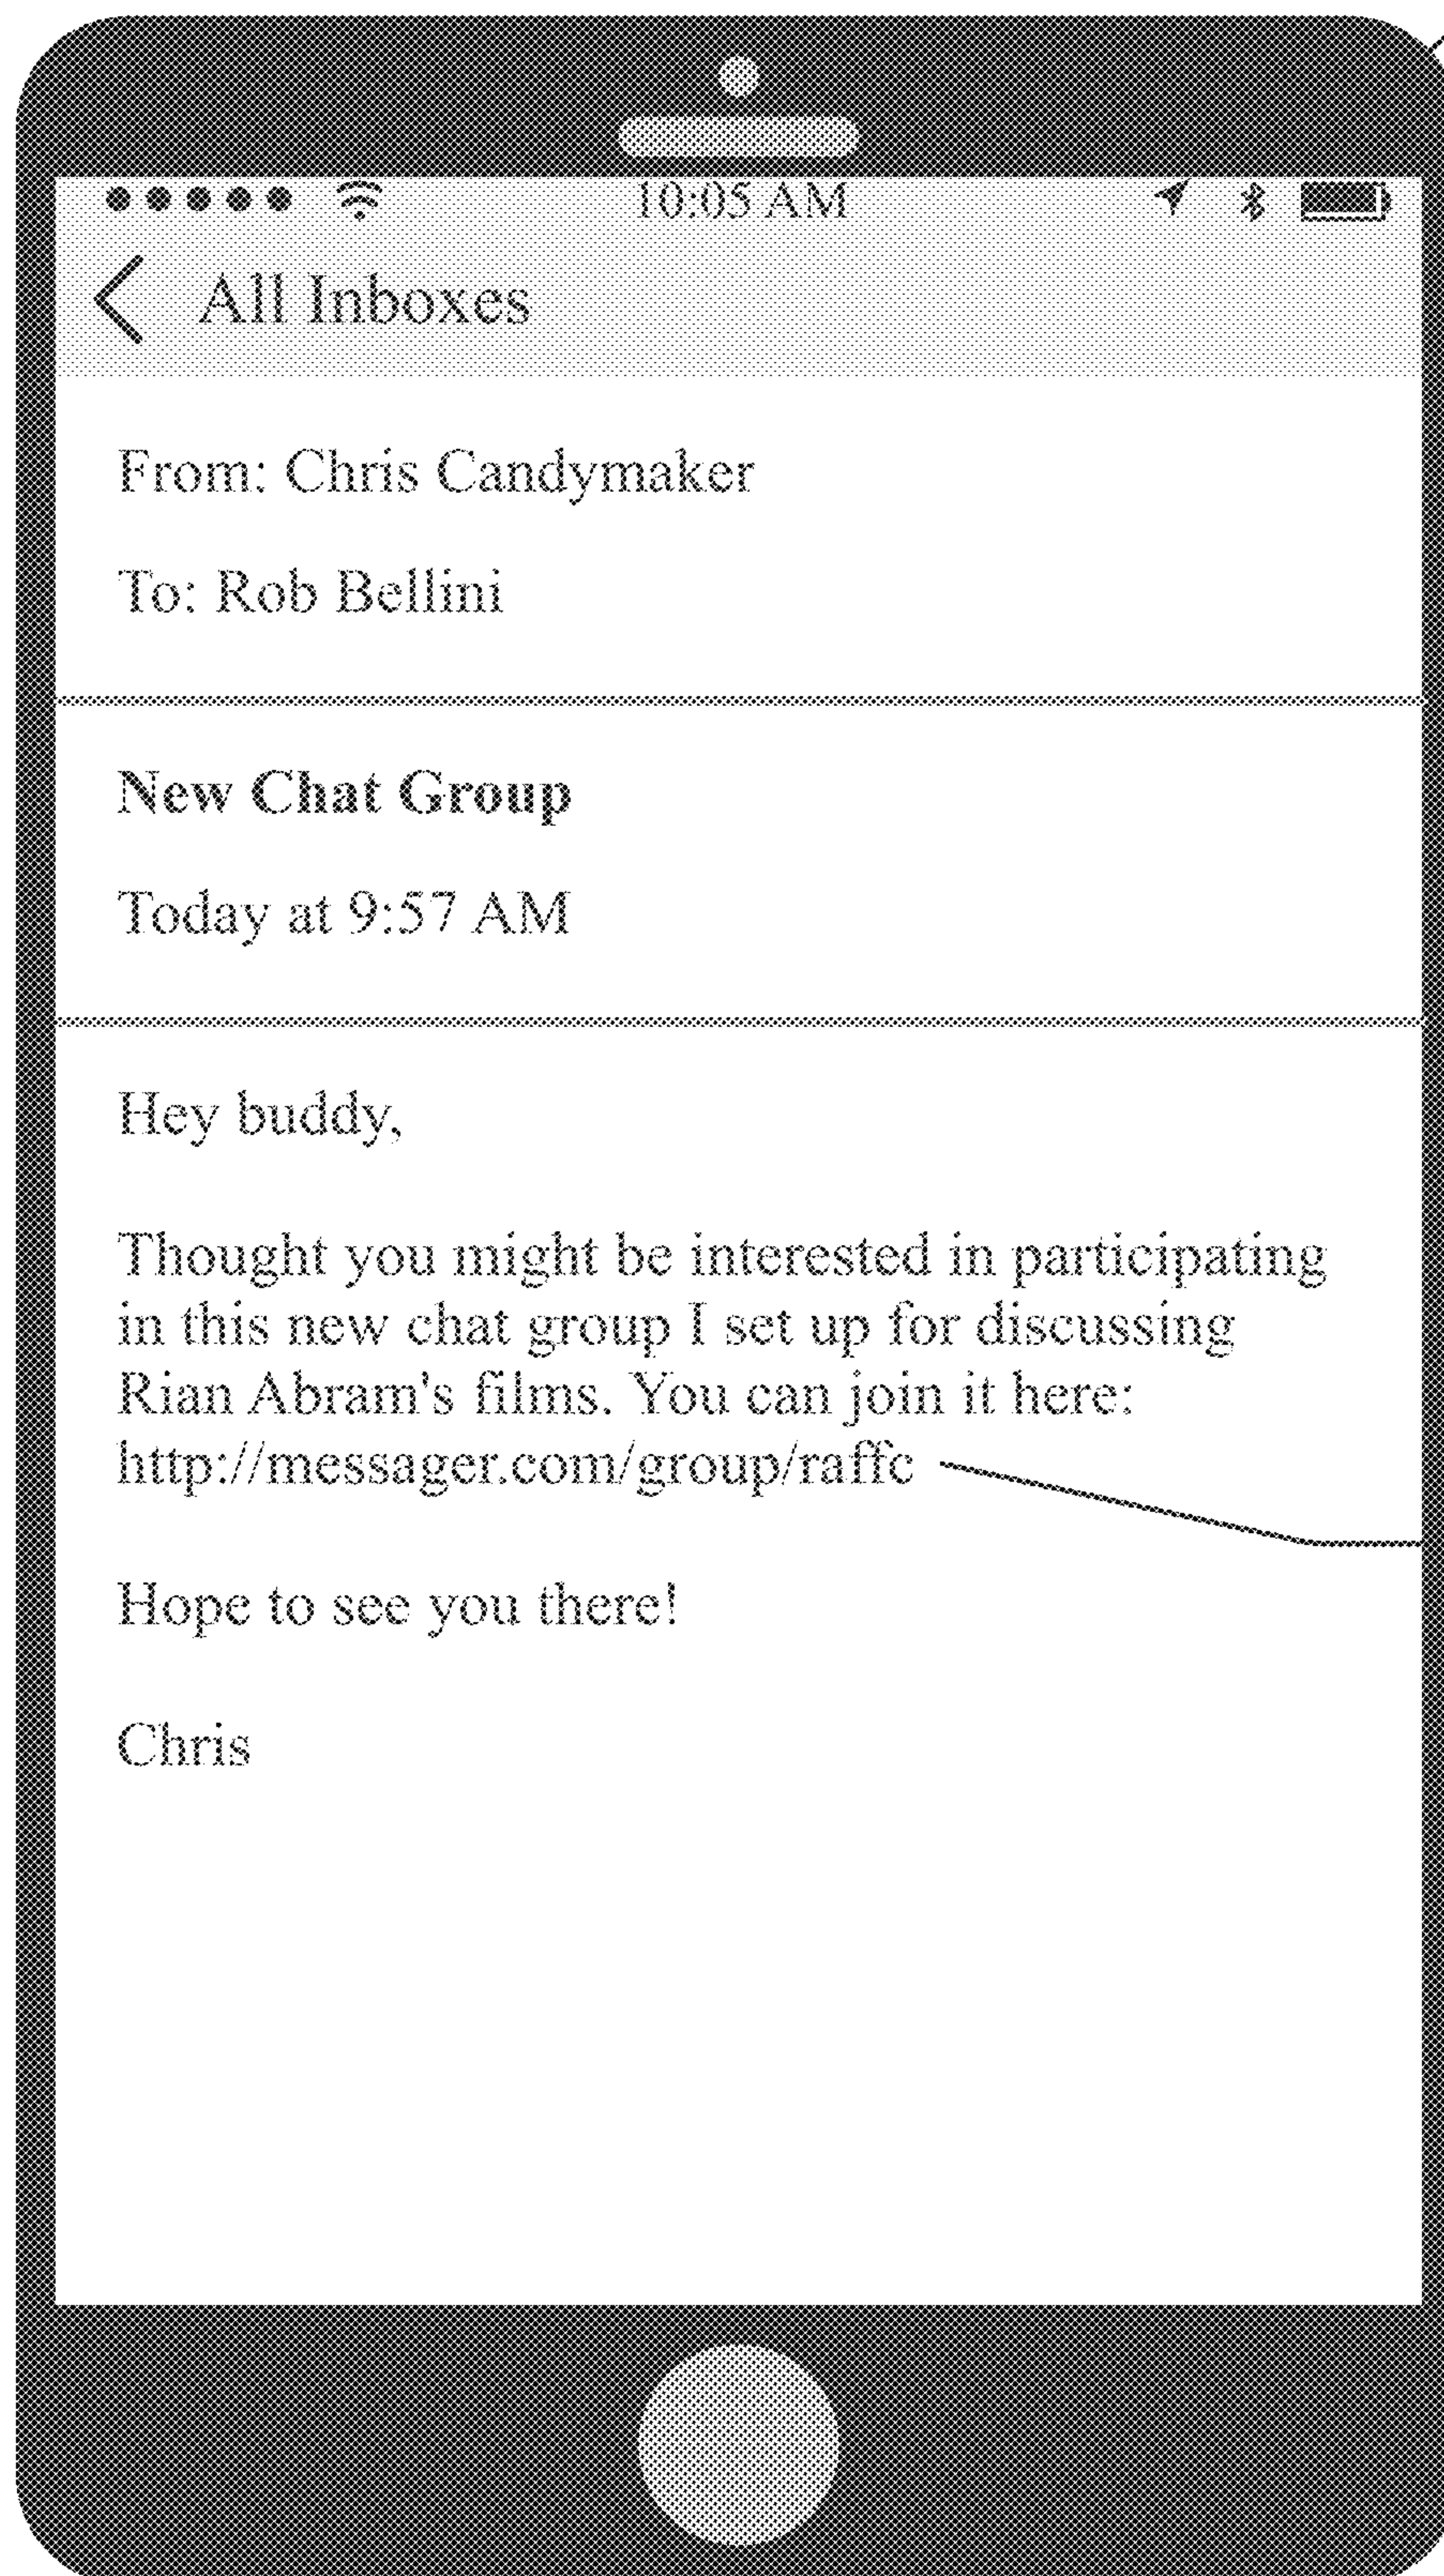 10:05 AM
All Inboxes
From: Chris Candymaker
To: Rob Bellini
New Chat Group
Today at 9:57 AM
Hey buddy,
Thought you might be interested in participating
in this new chat group I set up for discussing
Rian Abram's films. You can join it here:
http://messager.com/group/raffc
Hope to see you there!
Chris